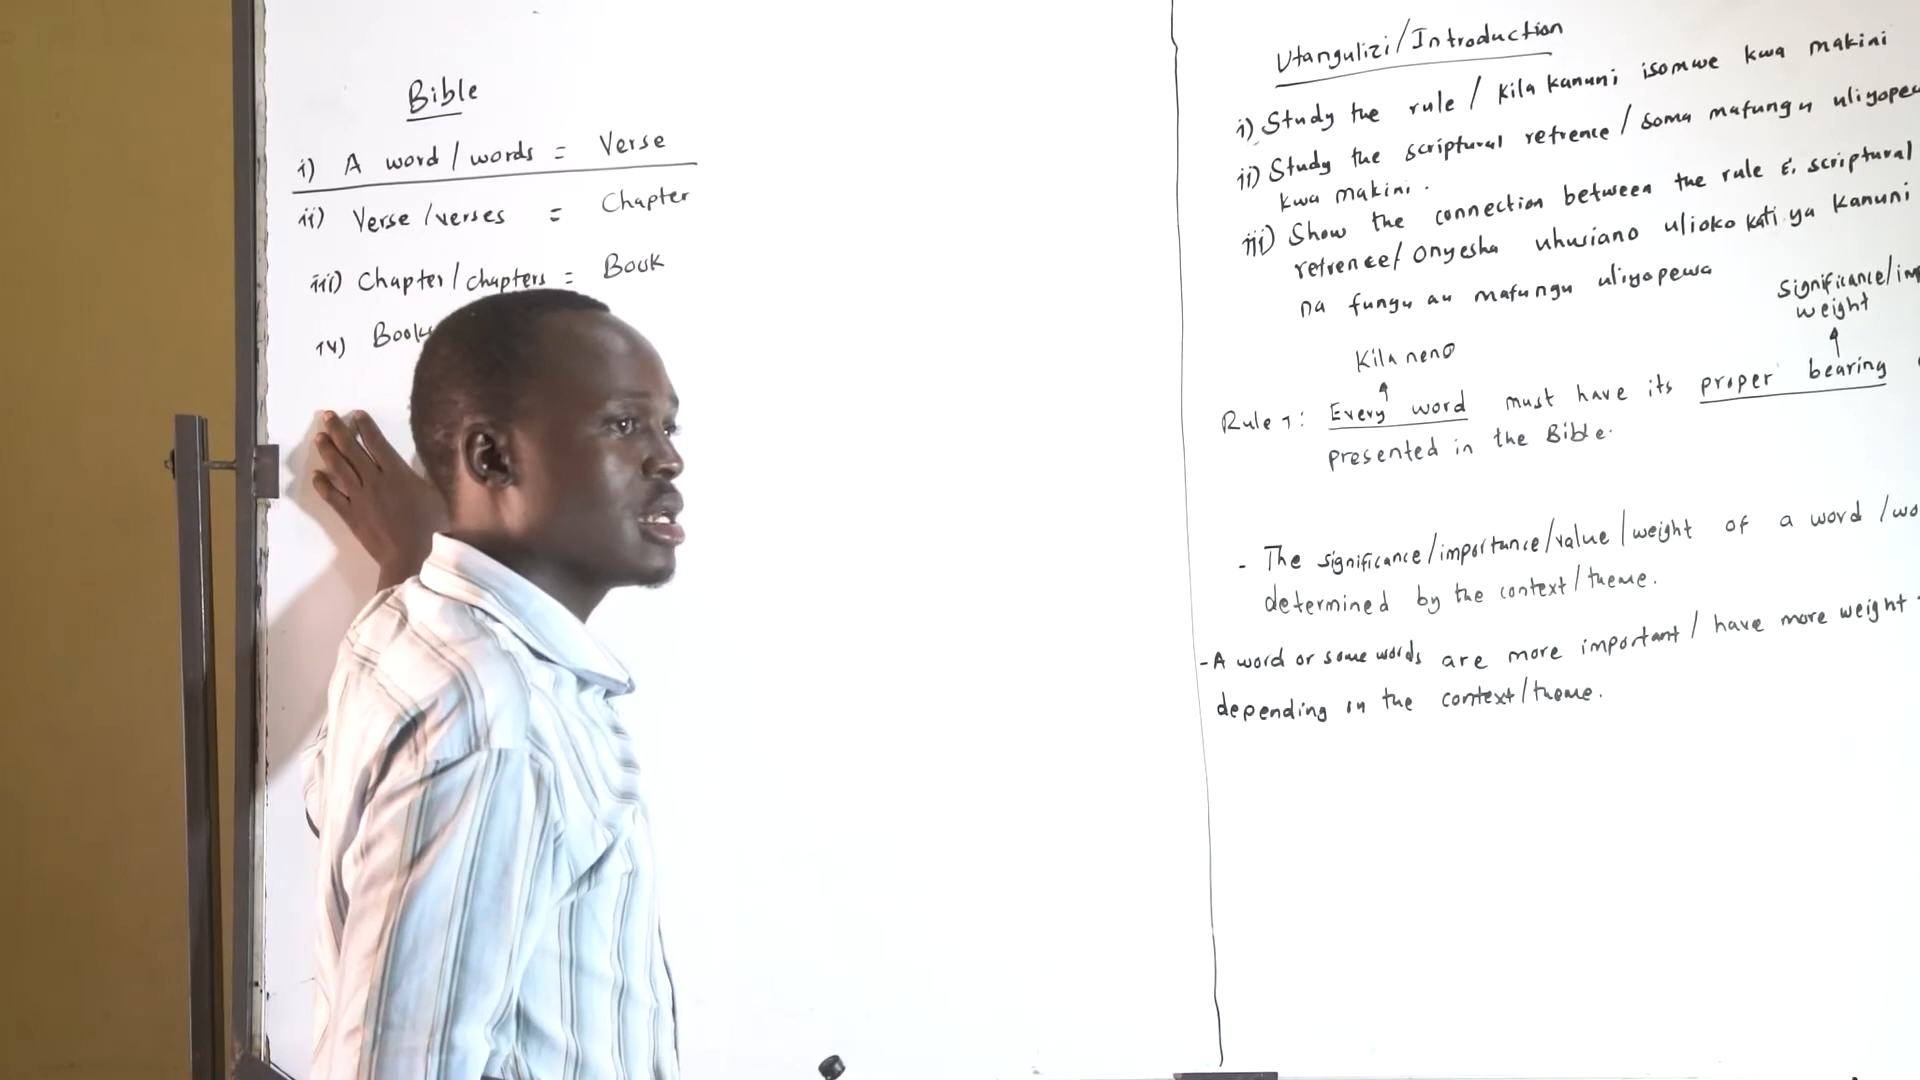 Bible
i) A word / words = Verse
ii) Verse / verses = Chapter
iii) Chapter / chapters = Book
iv) Book
Utangulizi / Introduction
i) Study the rule / Kila kanuni isomwe kwa makini
ii) Study the scriptural refrence / soma mafungu uliyopew
kwa makini.
iii) Show the connection between the rule & scriptural
refrence / Onyesha uhusiano ulioko kati ya kanuni
na fungu au mafungu uliyopewa
Significance/im
weight
Kila neno
Rule 1: Every word must have its proper bearing
presented in the Bible.
- The significance/importance/value/weight of a word / wo
determined by the context/theme.
- A word or some words are more important / have more weight
depending on the context/theme.